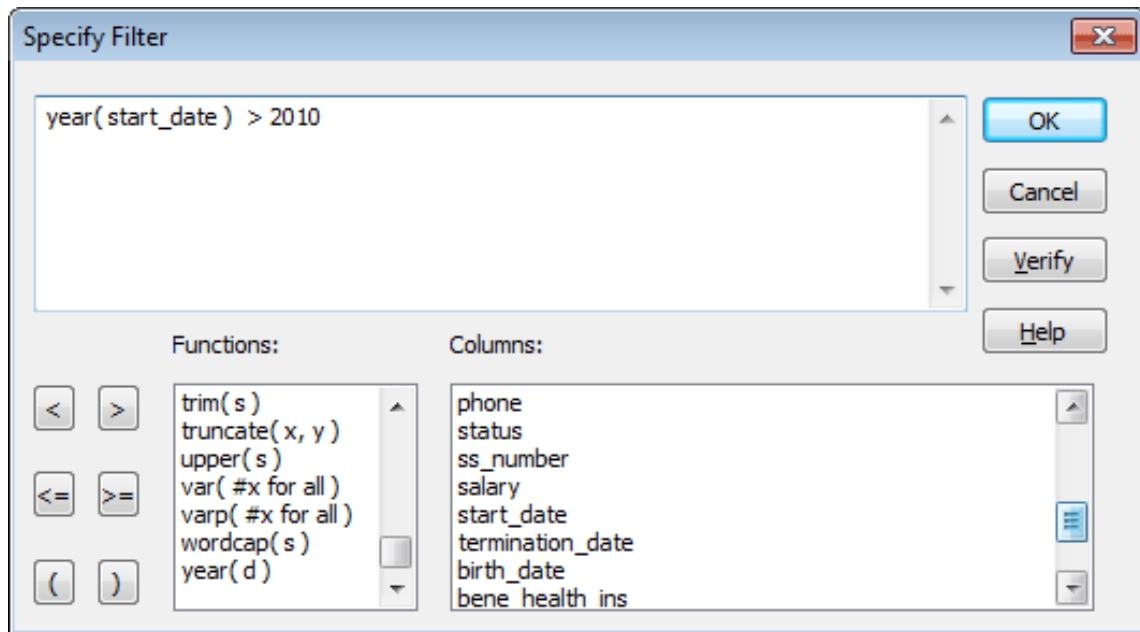 Specify Filter
year( start_date )  > 2010
OK
Cancel
Verify
Help
Functions:
Columns:
<
>
<=
>=
(
)
trim( s )
truncate( x, y )
upper( s )
var( #x for all )
varp( #x for all )
wordcap( s )
year( d )
phone
status
ss_number
salary
start_date
termination_date
birth_date
bene_health_ins